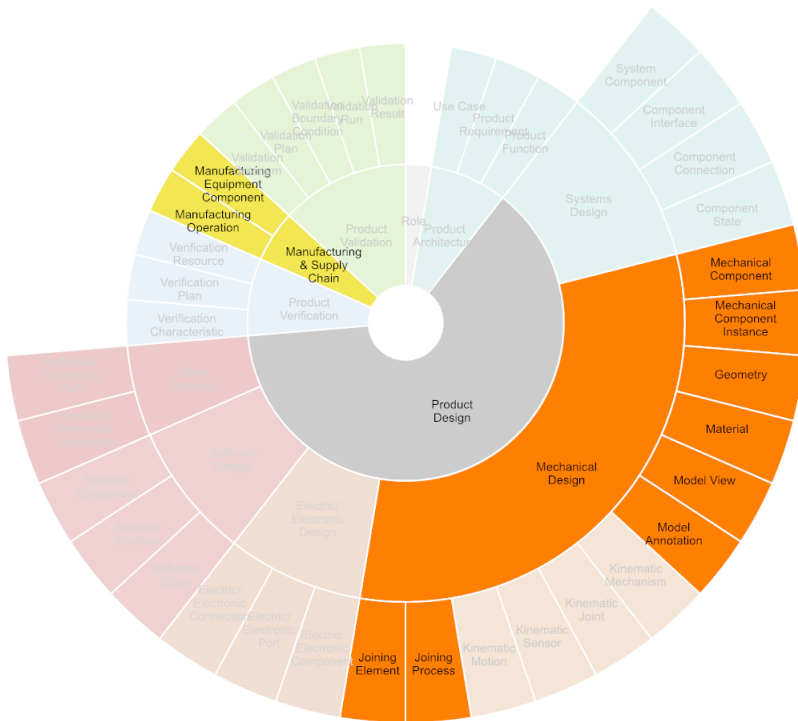 System
Component
Component
Interface
Component
Connection
Component
State
Use Case
Product
Requirement
Product
Function
Systems
Design
Role
Product
Architecture
Validation
Result
Validation
Run
Validation
Boundary
Condition
Validation
Plan
Validation
Product
Validation
Manufacturing
Equipment
Component
Manufacturing
Operation
Manufacturing
& Supply
Chain
Verification
Resource
Verification
Plan
Verification
Characteristic
Product
Verification
Product
Design
Mechanical
Design
Mechanical
Component
Mechanical
Component
Instance
Geometry
Material
Model View
Model
Annotation
Kinematic
Mechanism
Kinematic
Joint
Kinematic
Sensor
Kinematic
Motion
Joining
Process
Joining
Element
Electric/
Electronic
Component
Electric/
Electronic
Port
Electric/
Electronic
Connection
Electric/
Electronic
Design
Software
Design
Software
Component
Software
Interface